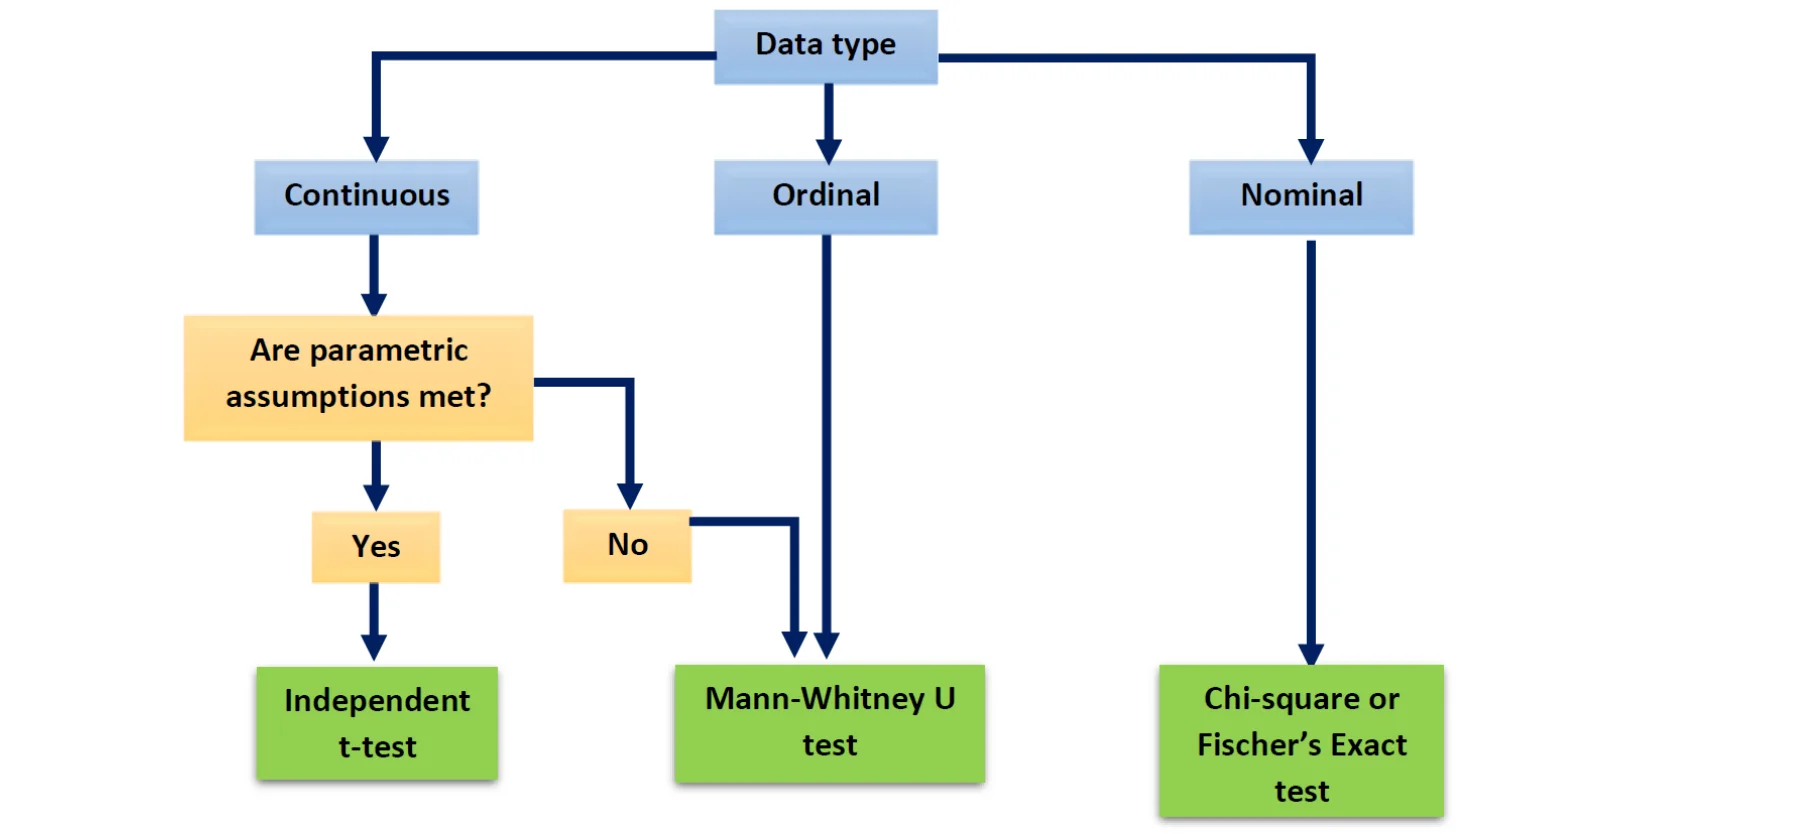 Data type
Continuous
Ordinal
Nominal
Are parametric
assumptions met?
Yes
No
Independent
t-test
Mann-Whitney U
test
Chi-square or
Fischer’s Exact
test